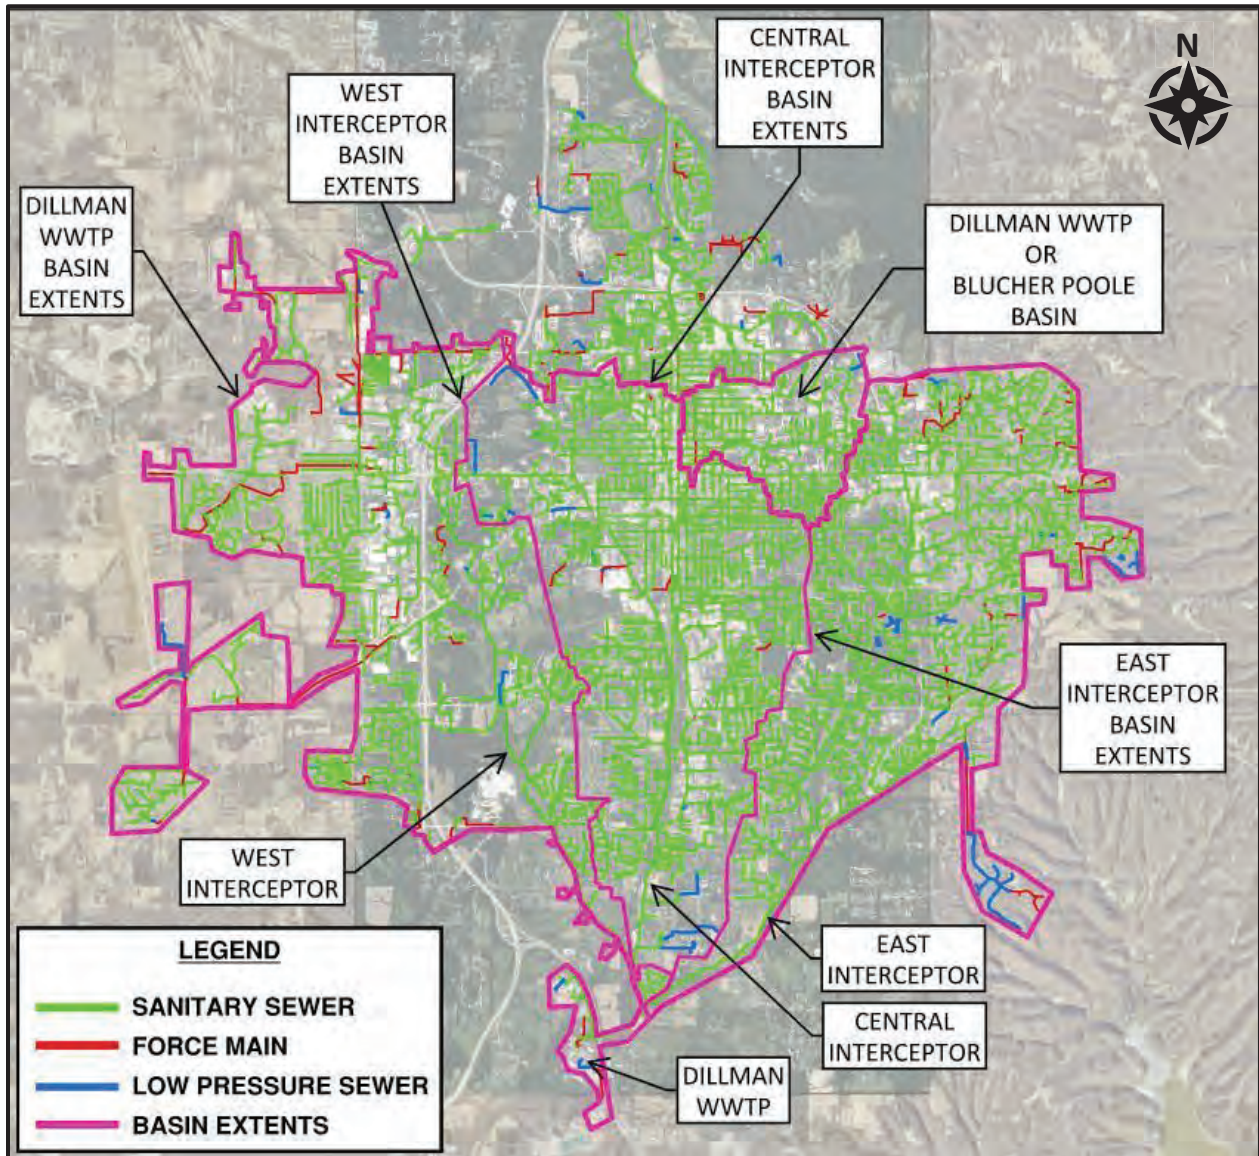 N
CENTRAL
INTERCEPTOR
BASIN
EXTENTS
WEST
INTERCEPTOR
BASIN
EXTENTS
DILLMAN
WWTP
BASIN
EXTENTS
DILLMAN WWTP
OR
BLUCHER POOLE
BASIN
EAST
INTERCEPTOR
BASIN
EXTENTS
WEST
INTERCEPTOR
EAST
INTERCEPTOR
CENTRAL
INTERCEPTOR
DILLMAN
WWTP
LEGEND
SANITARY SEWER
FORCE MAIN
LOW PRESSURE SEWER
BASIN EXTENTS